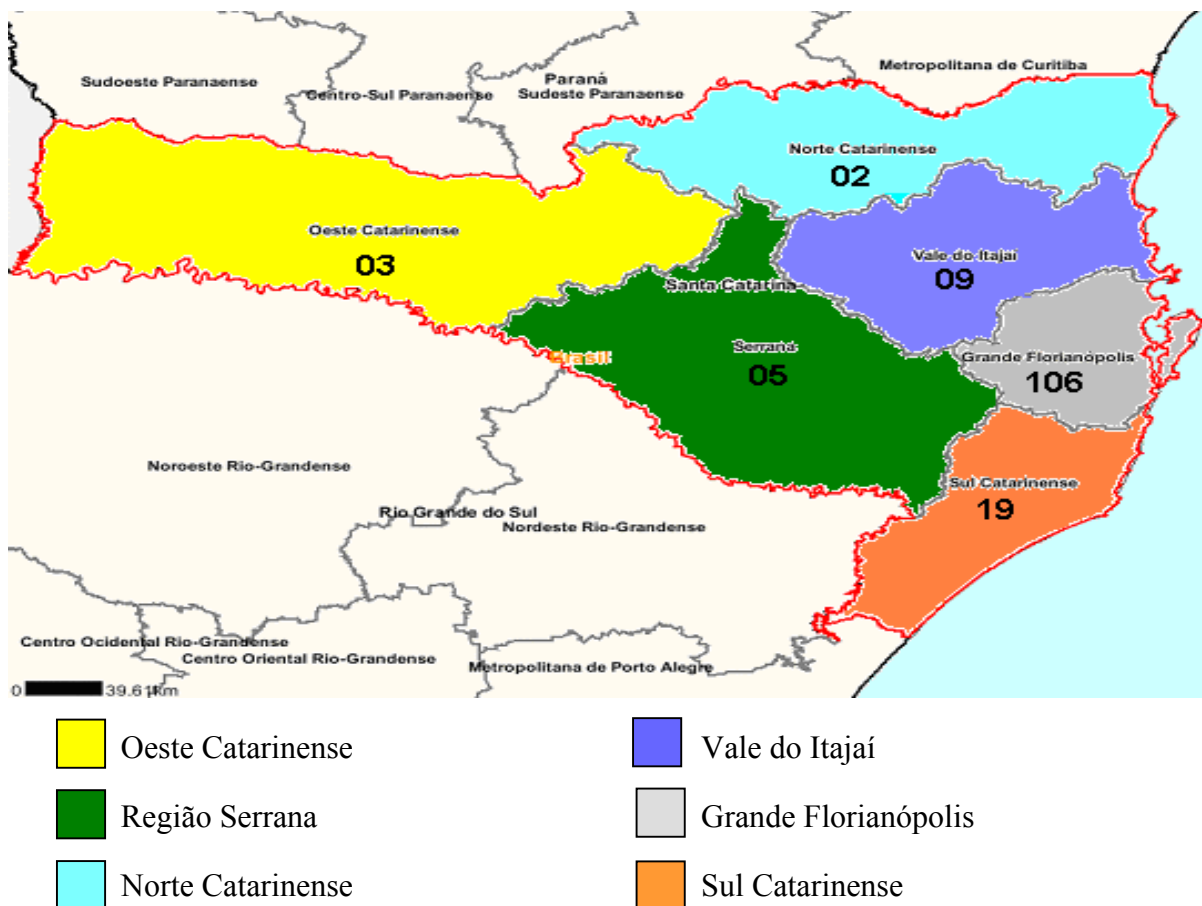 Metropolitana de Curitiba
Sudoeste Paranaense
Paraná
Centro-Sul Paranaense
Sudeste Paranaense
Norte Catarinense
02
Oeste Catarinense
03
Vale do Itajaí
09
Santa Catarina
Serrana
05
Brasil
Grande Florianópolis
106
Noroeste Rio-Grandense
Sul Catarinense
19
Rio Grande do Sul
Nordeste Rio-Grandense
Centro Ocidental Rio-Grandense
Centro Oriental Rio-Grandense
Metropolitana de Porto Alegre
0 39.61km
Oeste Catarinense
Vale do Itajaí
Região Serrana
Grande Florianópolis
Norte Catarinense
Sul Catarinense